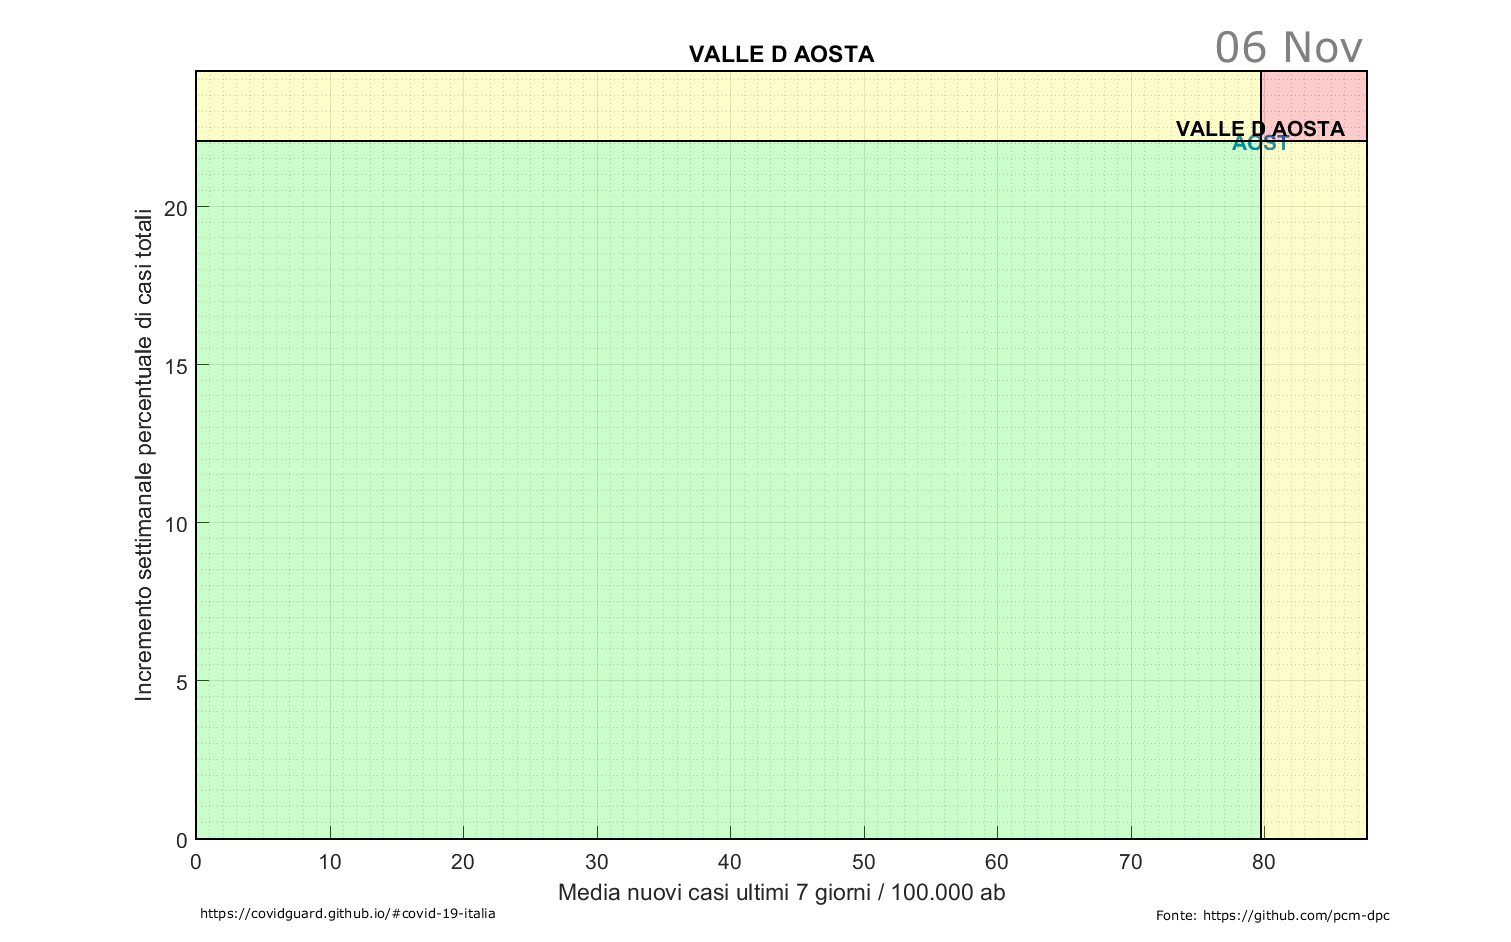 06 Nov
VALLE D AOSTA
VALLE D AOSTA
AOST
Incremento settimanale percentuale di casi totali
20
15
10
5
0
0 10 20 30 40 50 60 70 80
Media nuovi casi ultimi 7 giorni / 100.000 ab
https://covidguard.github.io/#covid-19-italia
Fonte: https://github.com/pcm-dpc